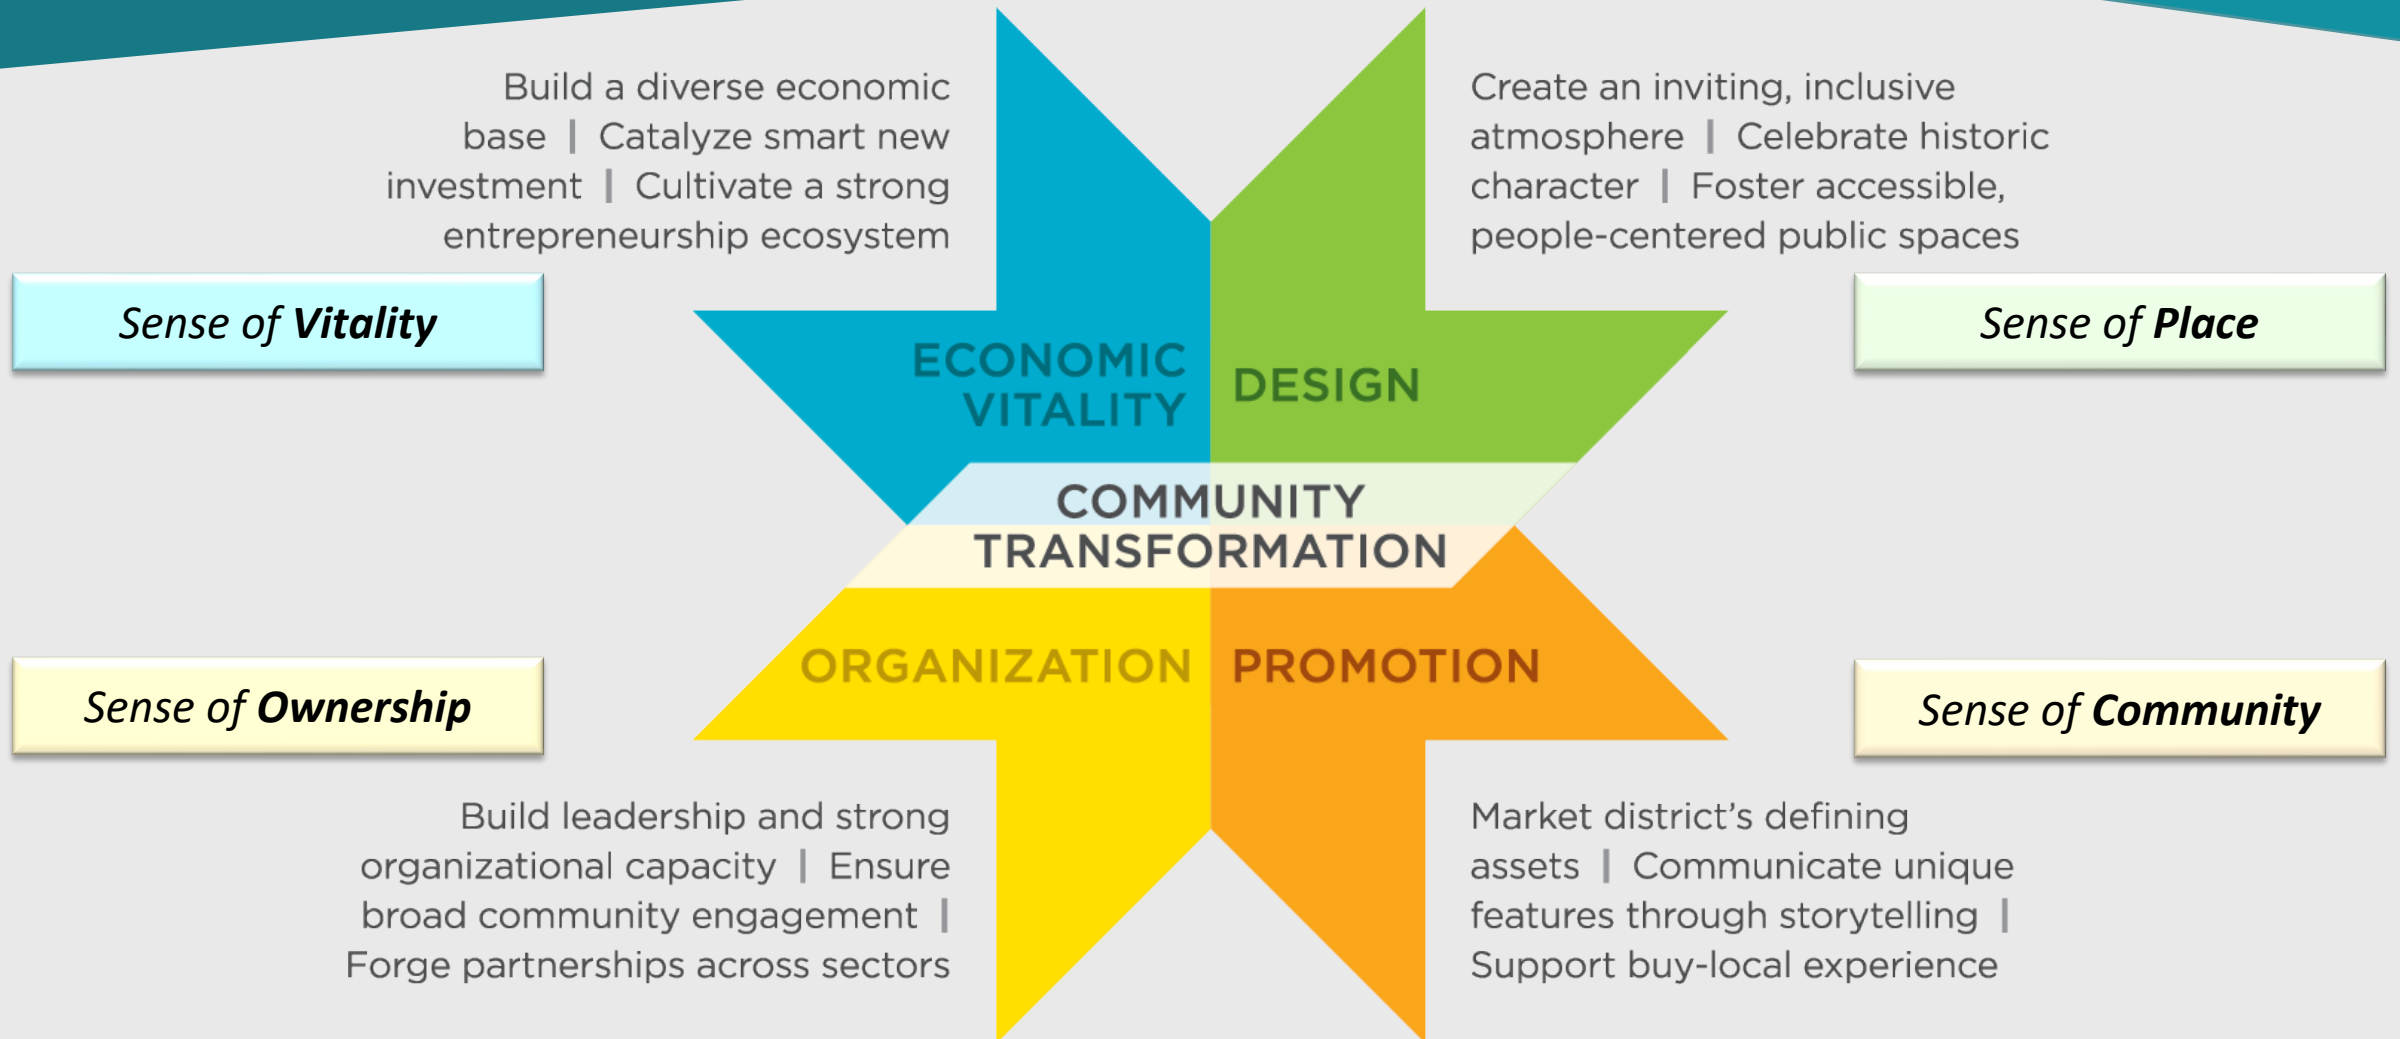 Build a diverse economic
base | Catalyze smart new
investment | Cultivate a strong
entrepreneurship ecosystem
Create an inviting, inclusive
atmosphere | Celebrate historic
character | Foster accessible,
people-centered public spaces
Sense of Vitality
Sense of Place
ECONOMIC
VITALITY
DESIGN
COMMUNITY
TRANSFORMATION
ORGANIZATION
PROMOTION
Sense of Ownership
Sense of Community
Build leadership and strong
organizational capacity | Ensure
broad community engagement |
Forge partnerships across sectors
Market district’s defining
assets | Communicate unique
features through storytelling |
Support buy-local experience